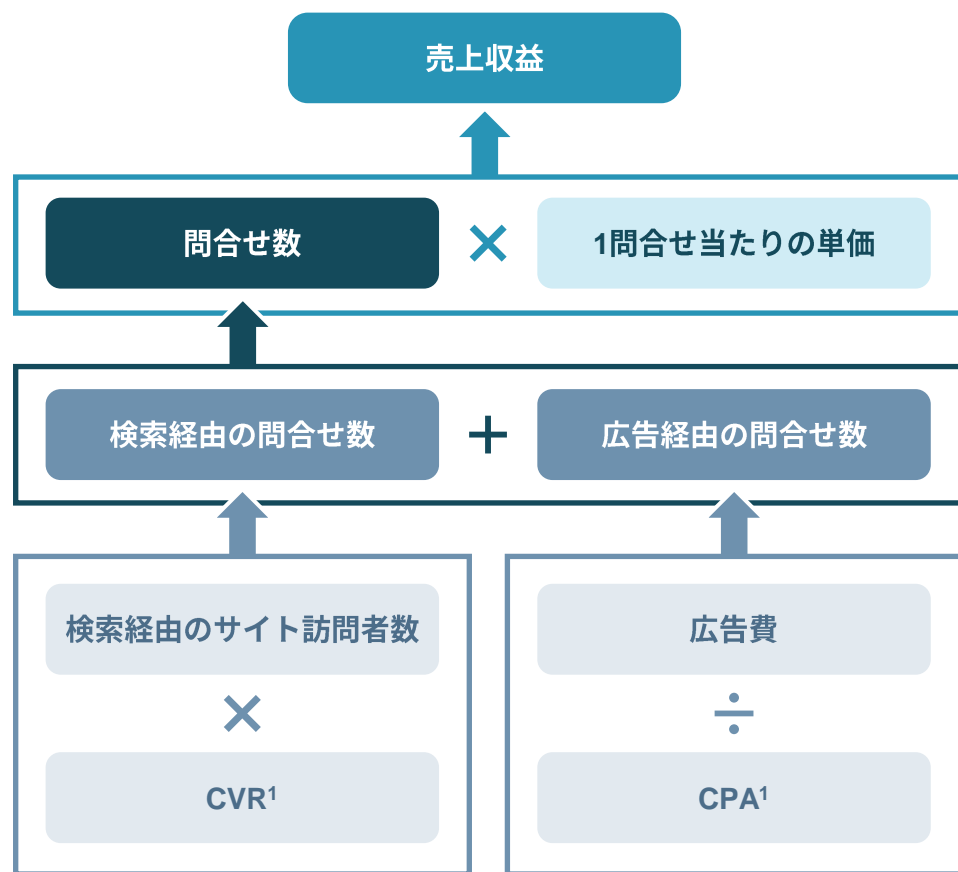 売上収益
問合せ数 × 1問合せ当たりの単価
検索経由の問合せ数 + 広告経由の問合せ数
検索経由のサイト訪問者数 広告費
× ÷
CVR¹ CPA¹